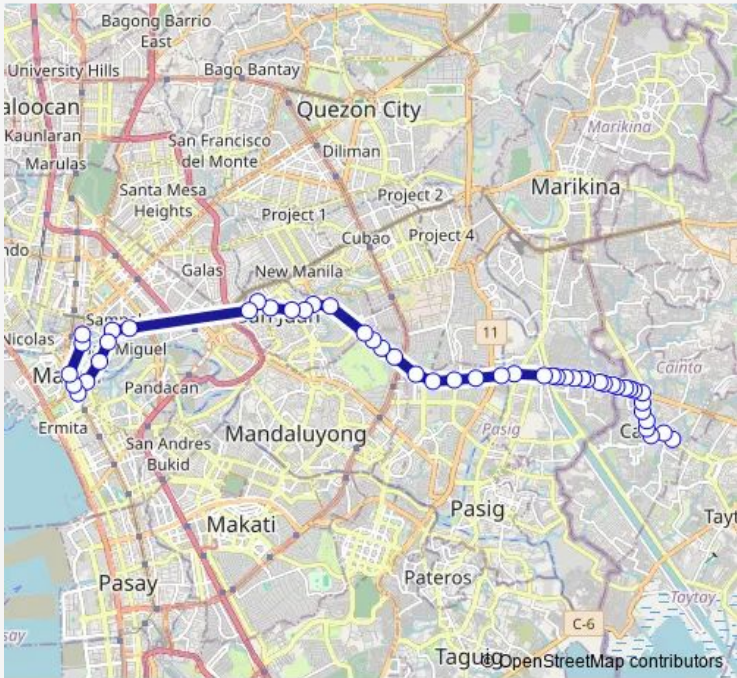 Bagong Barrio
East
University Hills
Bago Bantay
aloocan
Quezon City
Kaunlaran
San Francisco
del Monte
Marikina
Diliman
Marulas
Santa Mesa
Heights
Project 2
Marikina
Project 1
Cubao
Project 4
ndo
Galas
New Manila
Nicolas
11
Miguel
Cainta
Pandacan
Ermita
Mandaluyong
Pasig
San Andres
Bukid
Makati
Pasig
Tayt
Pasay
Pateros
Taytay
C-6
say
Taguig
© OpenStreetMap contributors